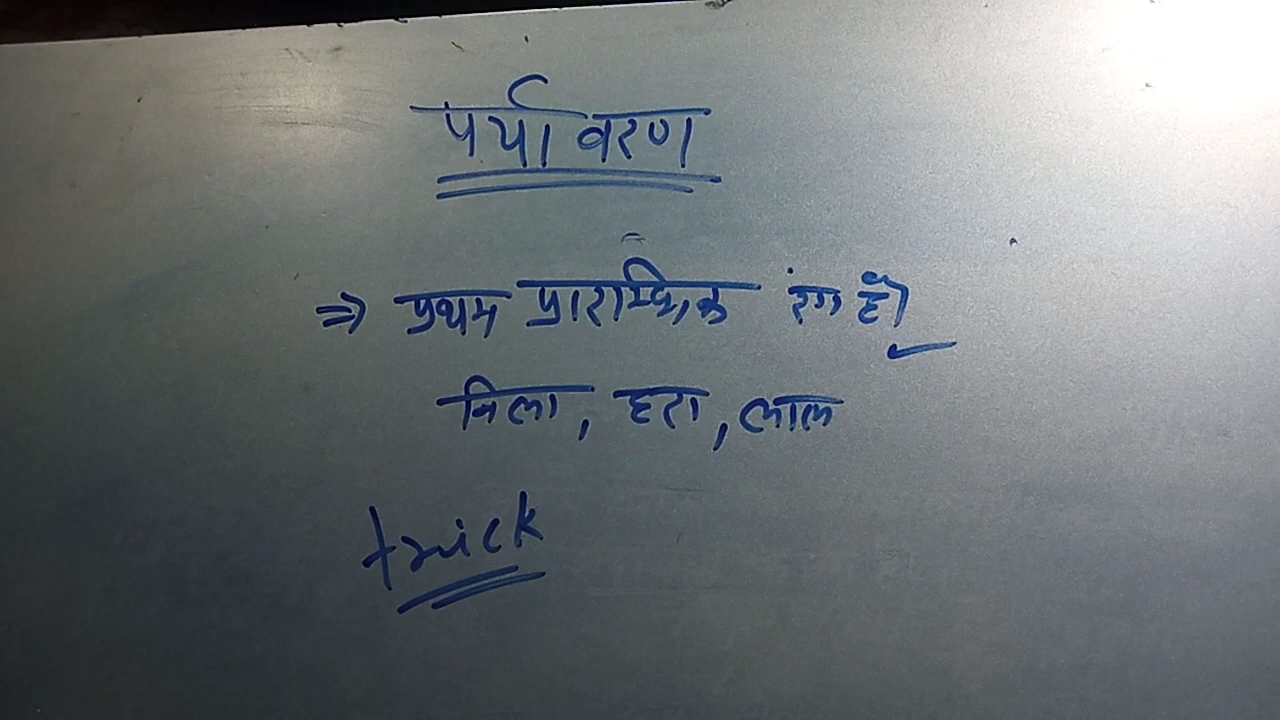 पर्यावरण
⇒ प्रथम प्रारम्भिक रंग है
निला, हरा, लाल
trick